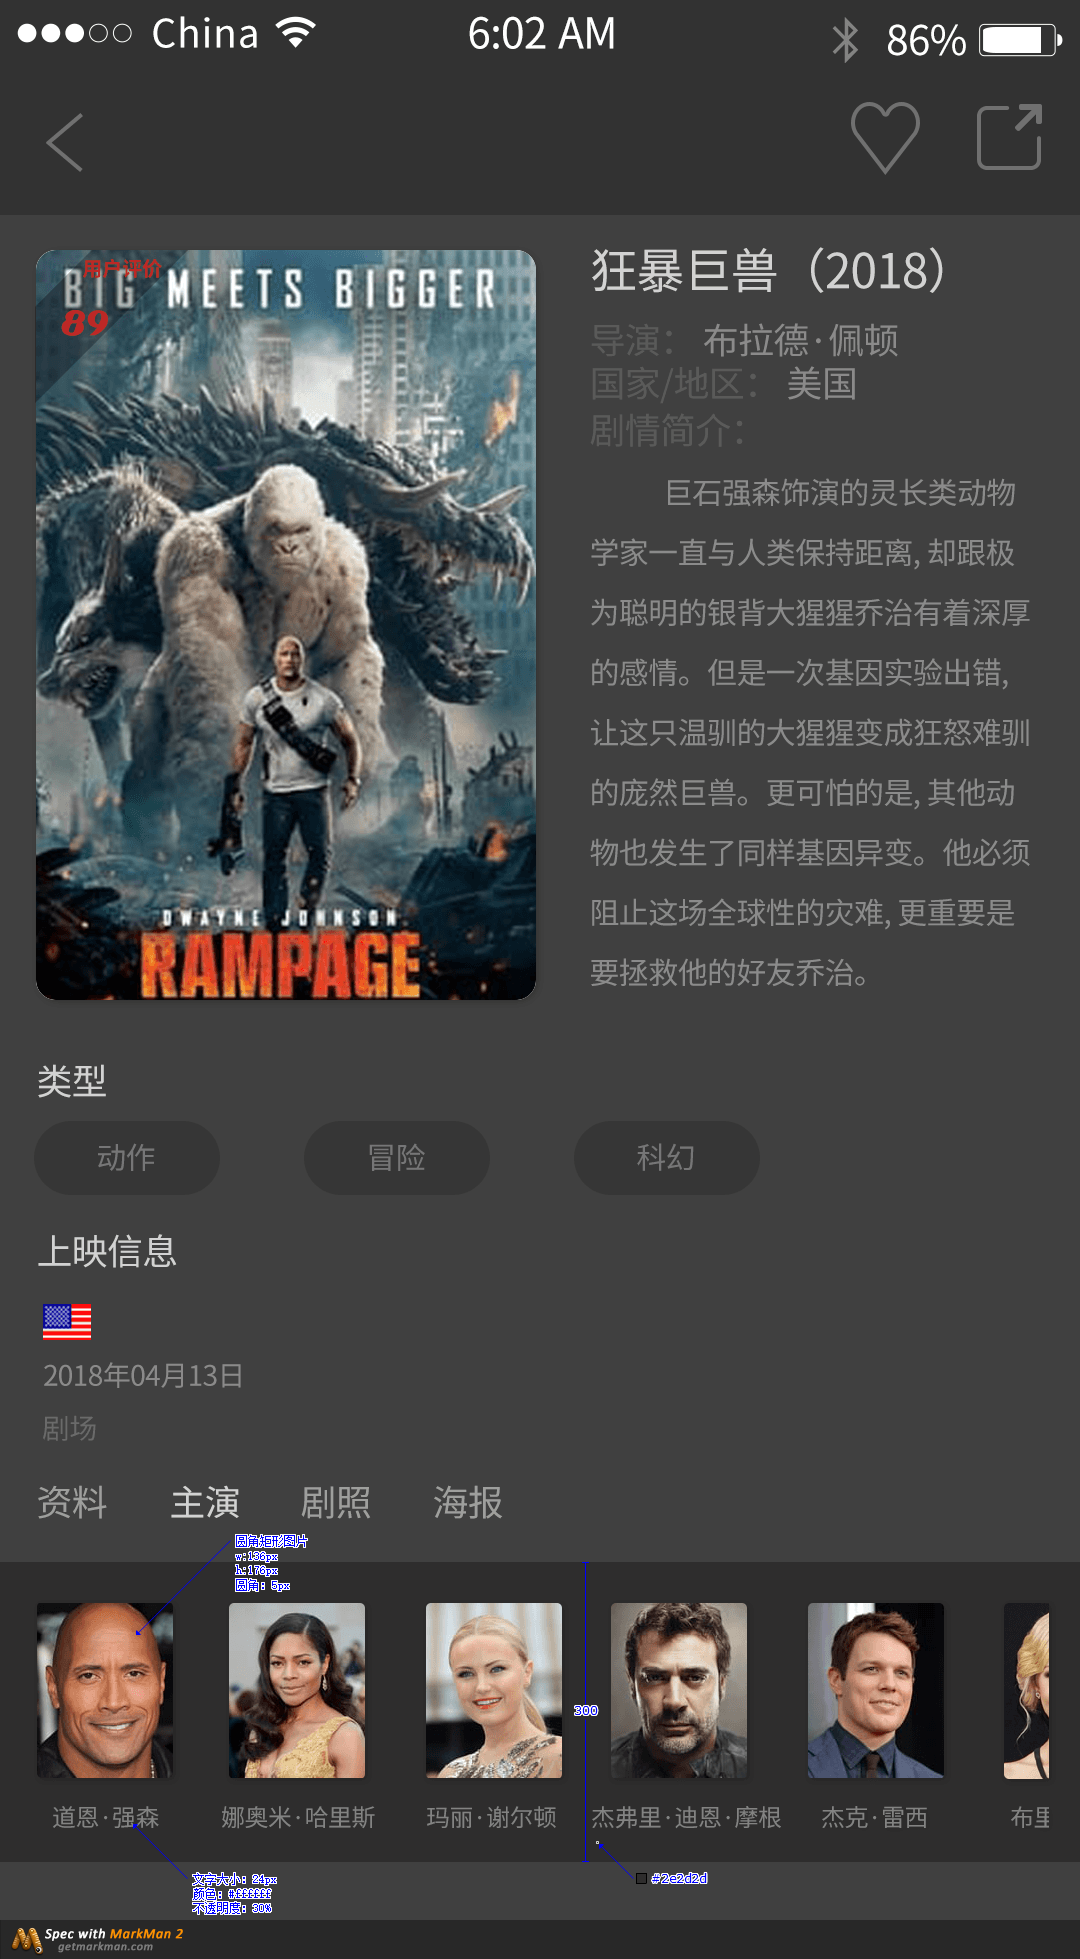 China
6:02 AM
86%
用户评价
89
BIG MEETS BIGGER
DWAYNE JOHNSON
RAMPAGE
狂暴巨兽（2018）
导演： 布拉德·佩顿
国家/地区： 美国
剧情简介：
巨石强森饰演的灵长类动物
学家一直与人类保持距离, 却跟极
为聪明的银背大猩猩乔治有着深厚
的感情。但是一次基因实验出错,
让这只温驯的大猩猩变成狂怒难驯
的庞然巨兽。更可怕的是, 其他动
物也发生了同样基因异变。他必须
阻止这场全球性的灾难, 更重要是
要拯救他的好友乔治。
类型
动作 冒险 科幻
上映信息
2018年04月13日
剧场
资料 主演 剧照 海报
圆角矩形图片
w:136px
h:176px
圆角: 5px
300
道恩·强森 娜奥米·哈里斯 玛丽·谢尔顿 杰弗里·迪恩·摩根 杰克·雷西 布里
文字大小: 24px
颜色: #ffffff
不透明度: 30%
#2e2d2d
Spec with MarkMan 2
getmarkman.com